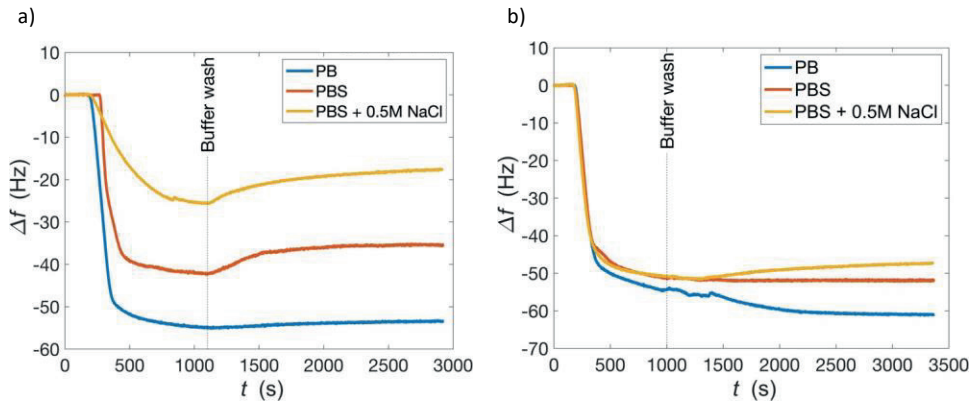 a)
10
0
-10
-20
-30
-40
-50
-60
Δf (Hz)
PB
PBS
PBS + 0.5M NaCl
Buffer wash
0 500 1000 1500 2000 2500 3000
t (s)
b)
10
0
-10
-20
-30
-40
-50
-60
-70
Δf (Hz)
PB
PBS
PBS + 0.5M NaCl
Buffer wash
0 500 1000 1500 2000 2500 3000 3500
t (s)